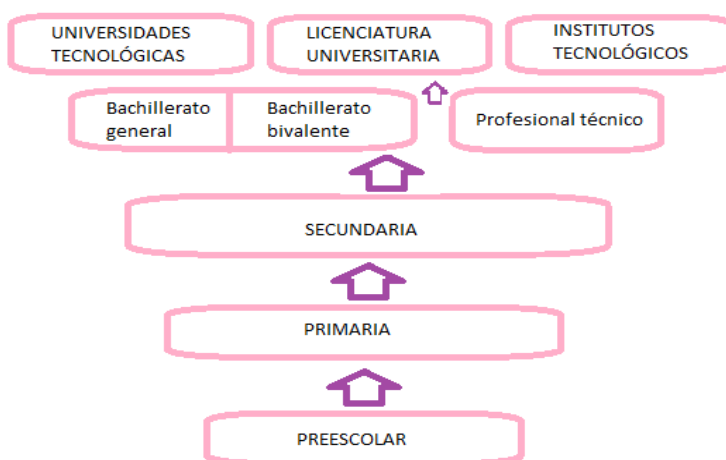 UNIVERSIDADES
TECNOLÓGICAS
LICENCIATURA
UNIVERSITARIA
INSTITUTOS
TECNOLÓGICOS
Bachillerato
general
Bachillerato
bivalente
Profesional técnico
SECUNDARIA
PRIMARIA
PREESCOLAR